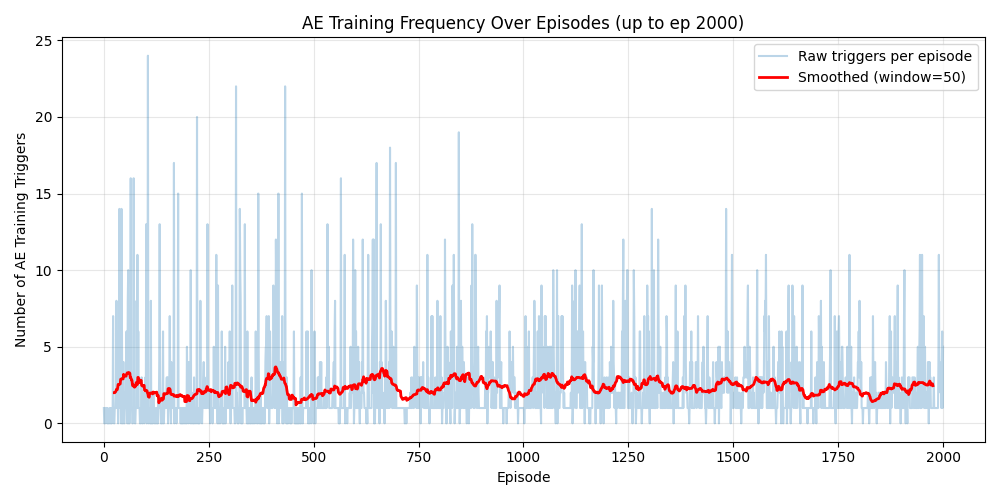 AE Training Frequency Over Episodes (up to ep 2000)
Raw triggers per episode
Smoothed (window=50)
Number of AE Training Triggers
25
20
15
10
5
0
0 250 500 750 1000 1250 1500 1750 2000
Episode